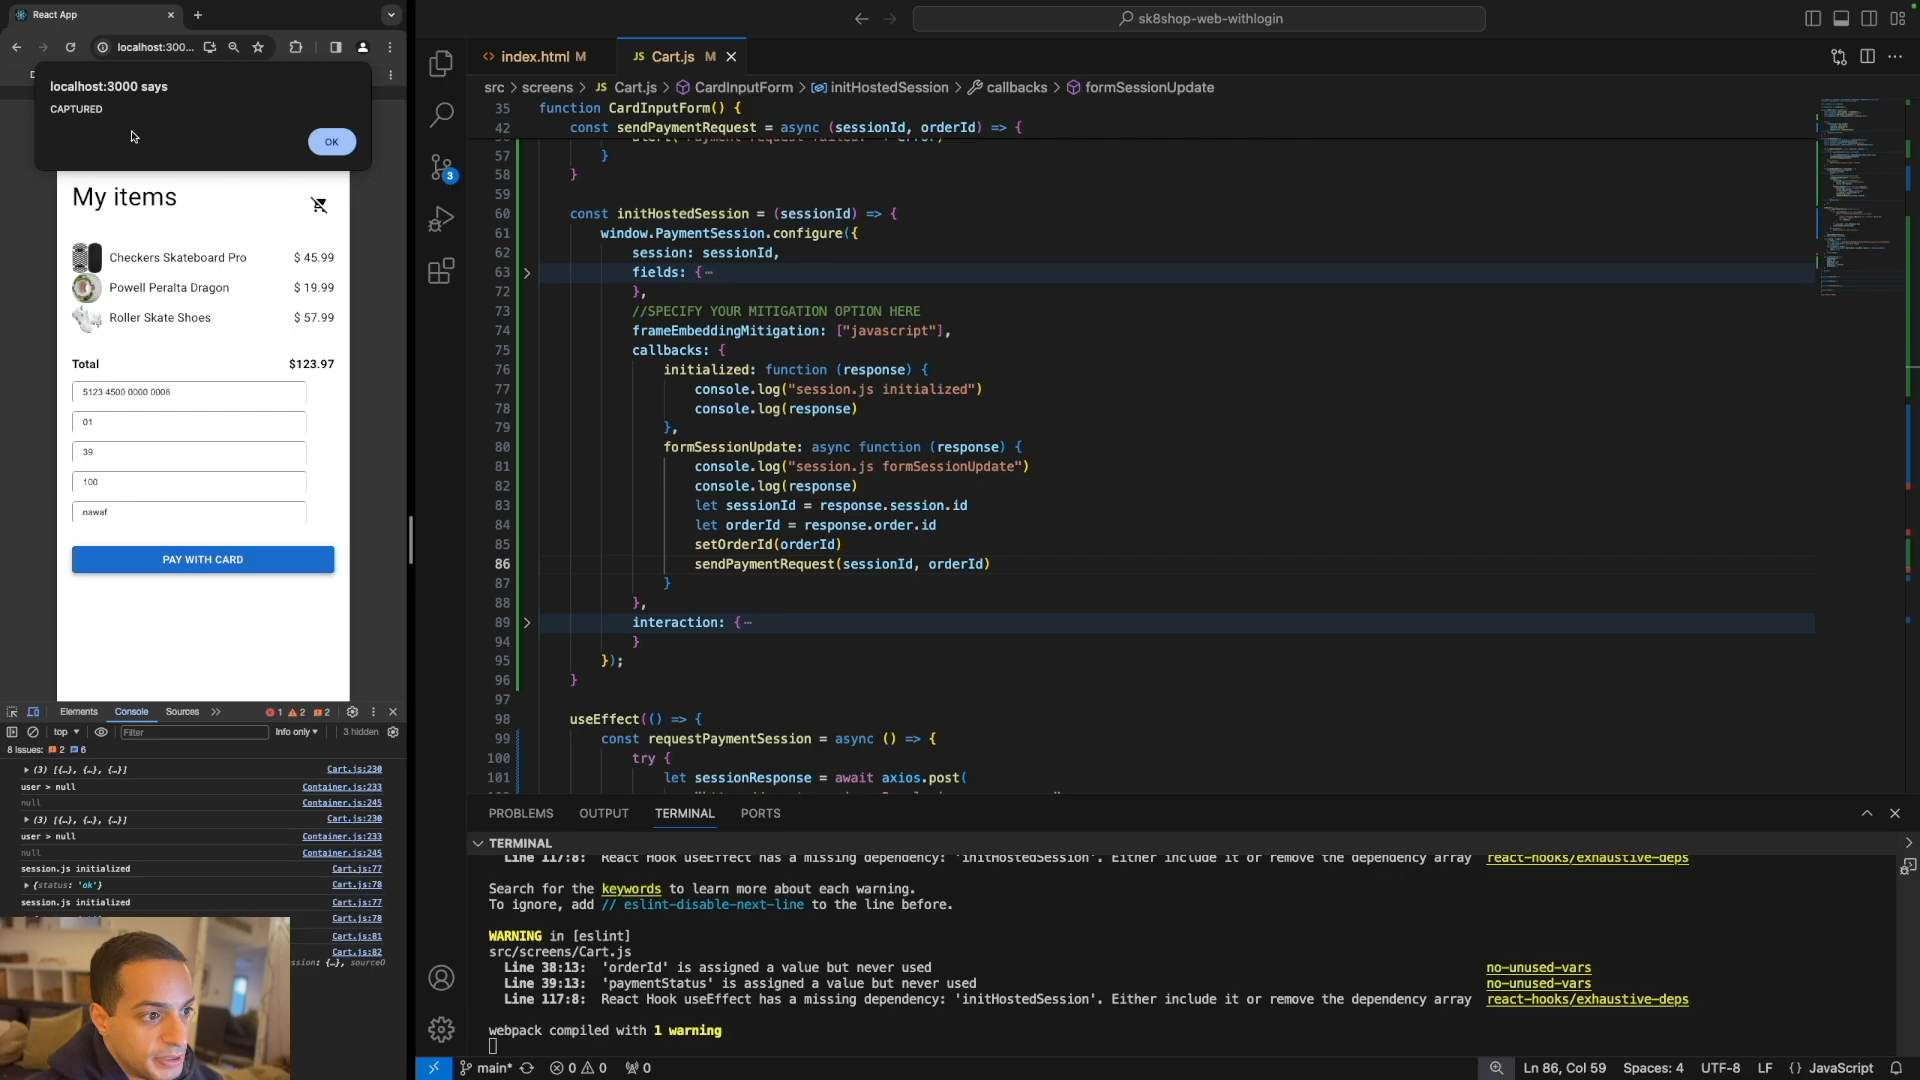 React App
localhost:300...
localhost:3000 says
CAPTURED
OK
My items
Checkers Skateboard Pro $ 45.99
Powell Peralta Dragon $ 19.99
Roller Skate Shoes $ 57.99
Total $123.97
5123 4500 0000 0006
01
39
100
nawaf
PAY WITH CARD
Elements Console Sources » 1 2 2
top Filter Info only 3 hidden
8 Issues: 2 6
(3) [{…}, {…}, {…}] Cart.js:230
user > null Container.js:233
null Container.js:245
(3) [{…}, {…}, {…}] Cart.js:230
user > null Container.js:233
null Container.js:245
session.js initialized Cart.js:77
{status: 'ok'} Cart.js:78
session.js initialized Cart.js:77
Cart.js:78
Cart.js:81
Cart.js:82
ssion: {…}, sourceO
sk8shop-web-withlogin
index.html M
JS Cart.js M
src > screens > JS Cart.js > CardInputForm > initHostedSession > callbacks > formSessionUpdate
3
35 function CardInputForm() {
42 const sendPaymentRequest = async (sessionId, orderId) => {
57 }
58 }
59
60 const initHostedSession = (sessionId) => {
61 window.PaymentSession.configure({
62 session: sessionId,
63 fields: {…
72 },
73 //SPECIFY YOUR MITIGATION OPTION HERE
74 frameEmbeddingMitigation: ["javascript"],
75 callbacks: {
76 initialized: function (response) {
77 console.log("session.js initialized")
78 console.log(response)
79 },
80 formSessionUpdate: async function (response) {
81 console.log("session.js formSessionUpdate")
82 console.log(response)
83 let sessionId = response.session.id
84 let orderId = response.order.id
85 setOrderId(orderId)
86 sendPaymentRequest(sessionId, orderId)
87 }
88 },
89 interaction: {…
94 }
95 });
96 }
97
98 useEffect(() => {
99 const requestPaymentSession = async () => {
100 try {
101 let sessionResponse = await axios.post(
PROBLEMS OUTPUT TERMINAL PORTS
TERMINAL
Line 117:8: React Hook useEffect has a missing dependency: 'initHostedSession'. Either include it or remove the dependency array react-hooks/exhaustive-deps
Search for the keywords to learn more about each warning.
To ignore, add // eslint-disable-next-line to the line before.
WARNING in [eslint]
src/screens/Cart.js
Line 38:13: 'orderId' is assigned a value but never used no-unused-vars
Line 39:13: 'paymentStatus' is assigned a value but never used no-unused-vars
Line 117:8: React Hook useEffect has a missing dependency: 'initHostedSession'. Either include it or remove the dependency array react-hooks/exhaustive-deps
webpack compiled with 1 warning
main* 0 0 0 Ln 86, Col 59 Spaces: 4 UTF-8 LF {} JavaScript